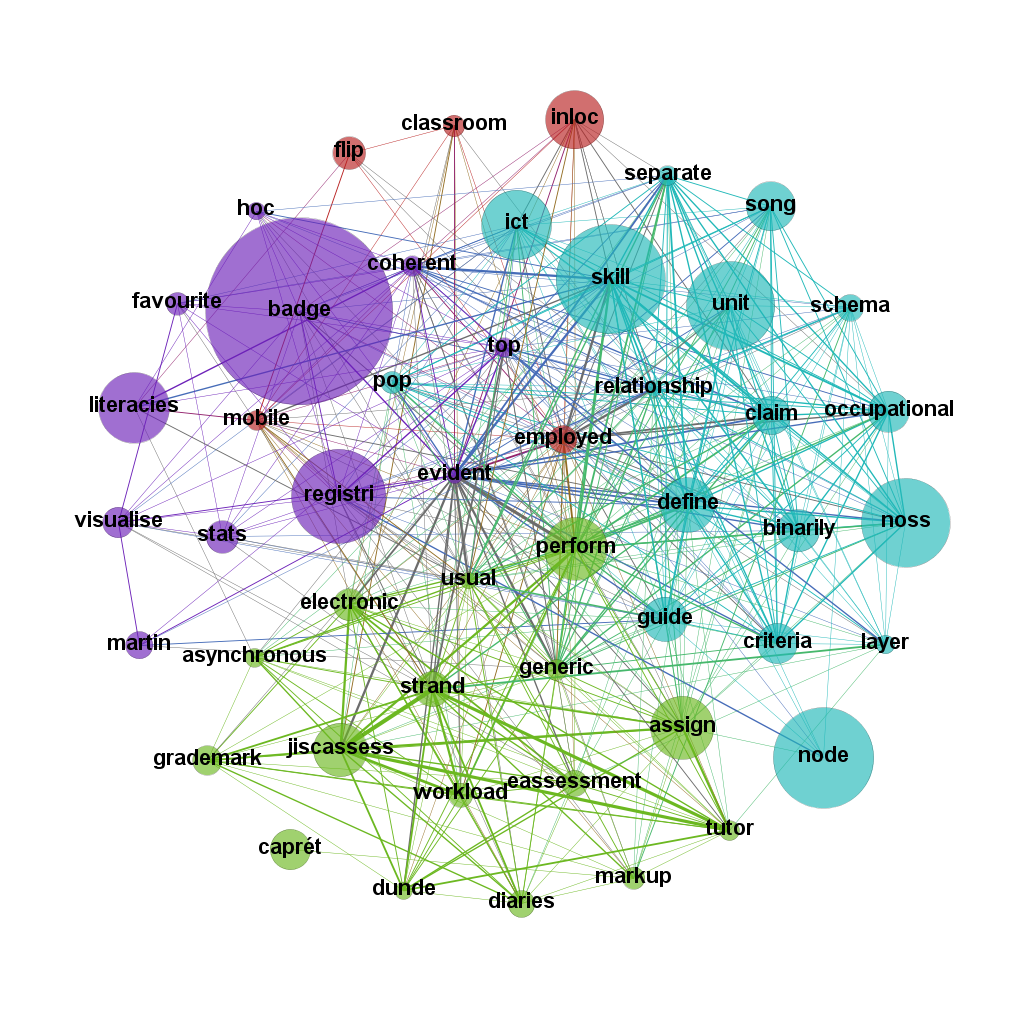 inloc
classroom
flip
separate
song
hoc
ict
coherent
skill
favourite
badge
unit
schema
top
pop
relationship
literacies
mobile
claim
occupational
employed
evident
registri
define
visualise
stats
binarily
noss
perform
usual
electronic
guide
martin
asynchronous
criteria
layer
generic
strand
assign
jiscassess
grademark
node
eassessment
workload
tutor
caprét
dunde
markup
diaries